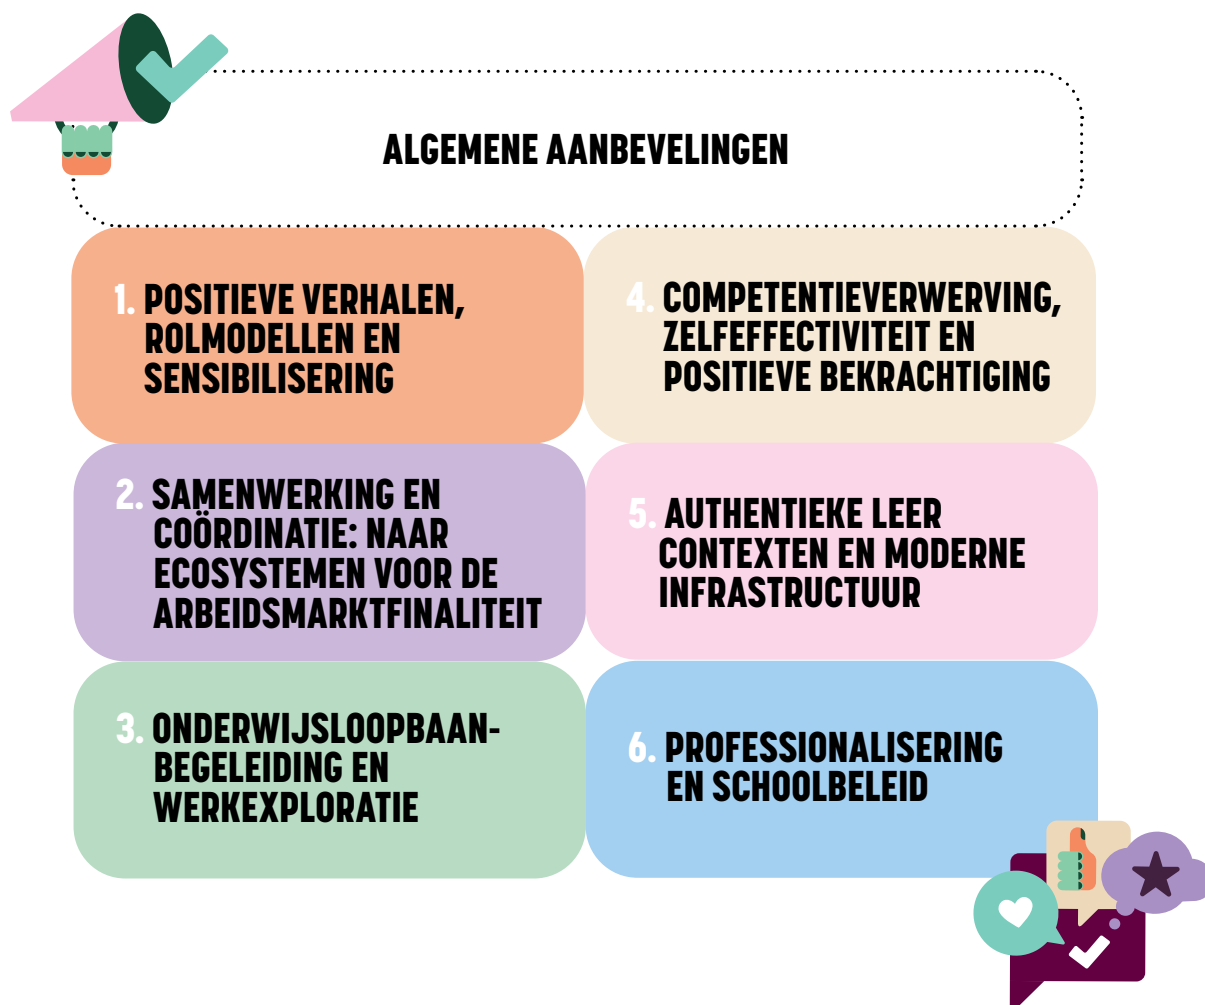 ALGEMENE AANBEVELINGEN
1. POSITIEVE VERHALEN,
ROLMODELLEN EN
SENSIBILISERING
2. SAMENWERKING EN
COÖRDINATIE: NAAR
ECOSYSTEMEN VOOR DE
ARBEIDSMARKTFINALITEIT
3. ONDERWIJSLOOPBAAN-
BEGELEIDING EN
WERKEXPLORATIE
4. COMPETENTIEVERWERVING,
ZELFEFFECTIVITEIT EN
POSITIEVE BEKRACHTIGING
5. AUTHENTIEKE LEER
CONTEXTEN EN MODERNE
INFRASTRUCTUUR
6. PROFESSIONALISERING
EN SCHOOLBELEID